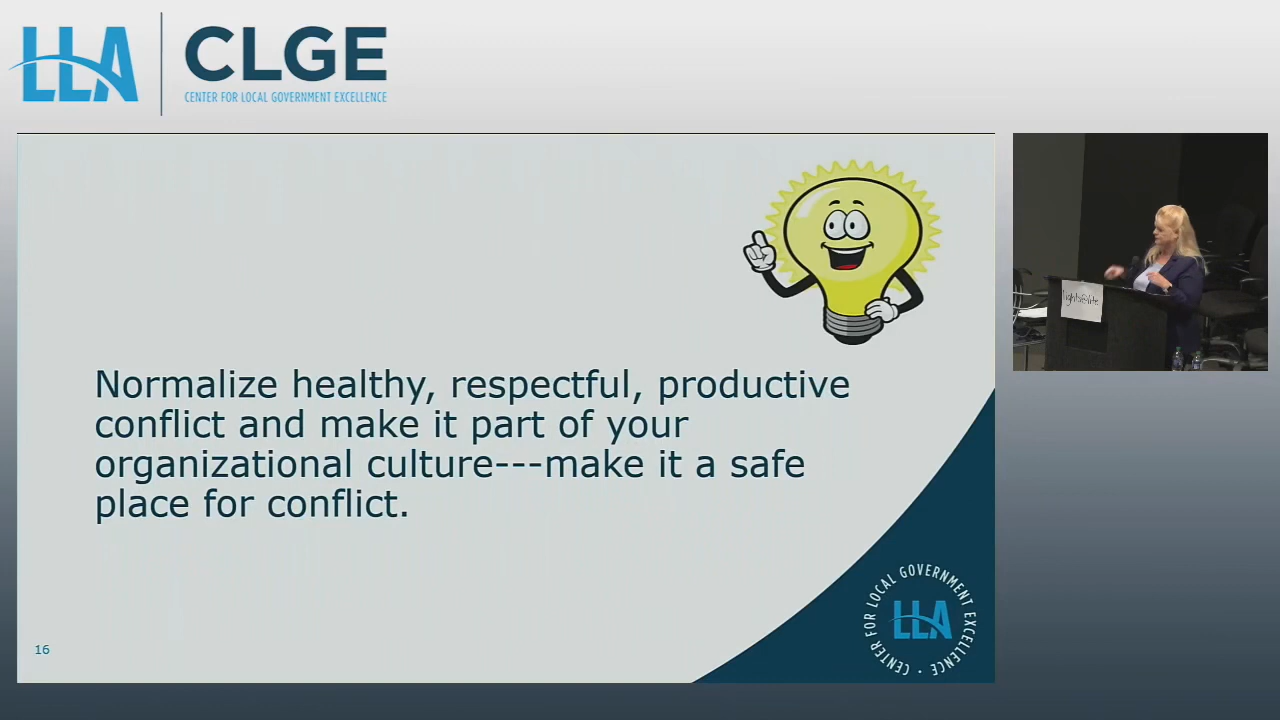 LLA
CLGE
CENTER FOR LOCAL GOVERNMENT EXCELLENCE
Normalize healthy, respectful, productive
conflict and make it part of your
organizational culture---make it a safe
place for conflict.
16
CENTER FOR LOCAL GOVERNMENT EXCELLENCE ·
LLA